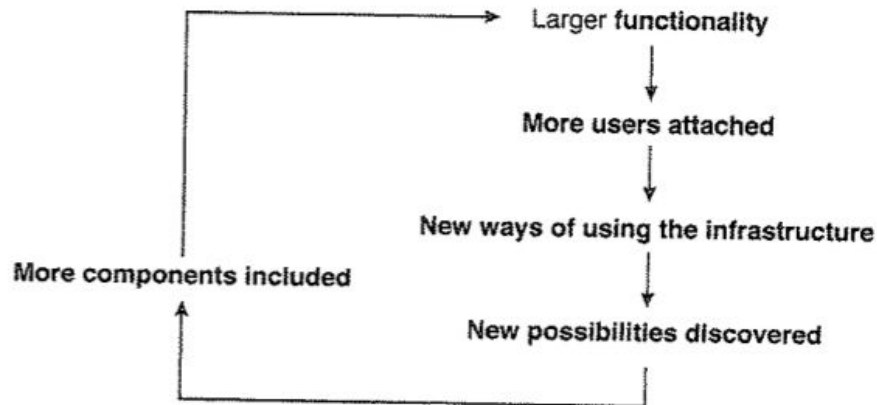 Larger functionality
More users attached
New ways of using the infrastructure
More components included
New possibilities discovered